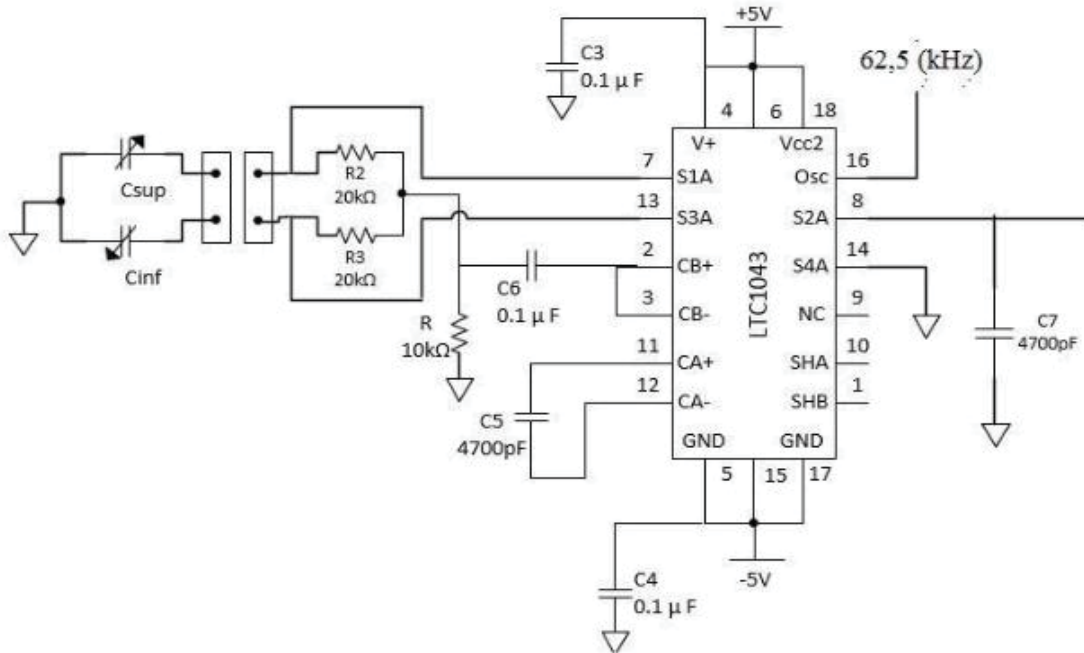 +5V
62,5 (kHz)
C3
0.1 µ F
4
6
18
V+
Vcc2
7
S1A
16
Osc
Csup
R2
20kΩ
13
S3A
8
S2A
R3
20kΩ
2
CB+
14
S4A
Cinf
C6
0.1 µ F
3
CB-
LTC1043
9
NC
C7
4700pF
R
10kΩ
11
CA+
10
SHA
12
CA-
1
SHB
C5
4700pF
GND
GND
5
15
17
-5V
C4
0.1 µ F